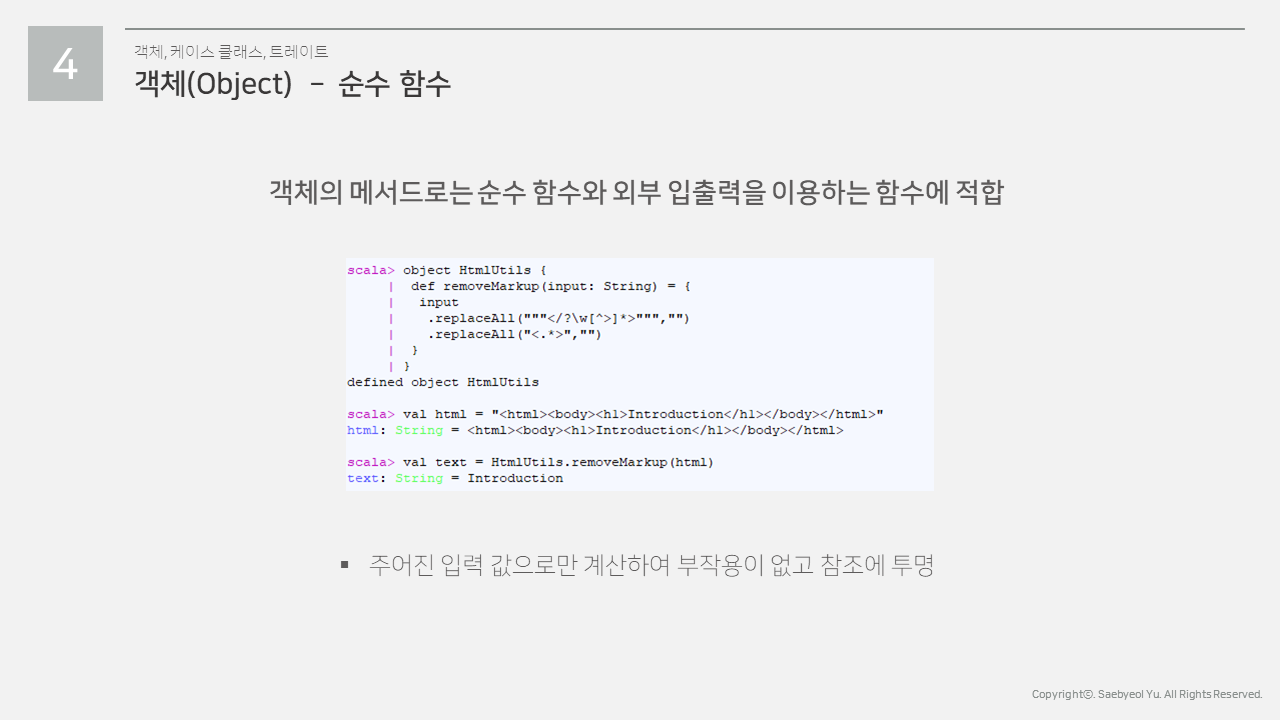 4
객체, 케이스 클래스, 트레이트
객체(Object) – 순수 함수
객체의 메서드로는 순수 함수와 외부 입출력을 이용하는 함수에 적합
scala> object HtmlUtils {
     |  def removeMarkup(input: String) = {
     |   input
     |    .replaceAll("""</?\w[^>]*>""","")
     |    .replaceAll("<.*>","")
     |  }
     | }
defined object HtmlUtils
scala> val html = "<html><body><h1>Introduction</h1></body></html>"
html: String = <html><body><h1>Introduction</h1></body></html>
scala> val text = HtmlUtils.removeMarkup(html)
text: String = Introduction
▪ 주어진 입력 값으로만 계산하여 부작용이 없고 참조에 투명
Copyrightⓒ. Saebyeol Yu. All Rights Reserved.